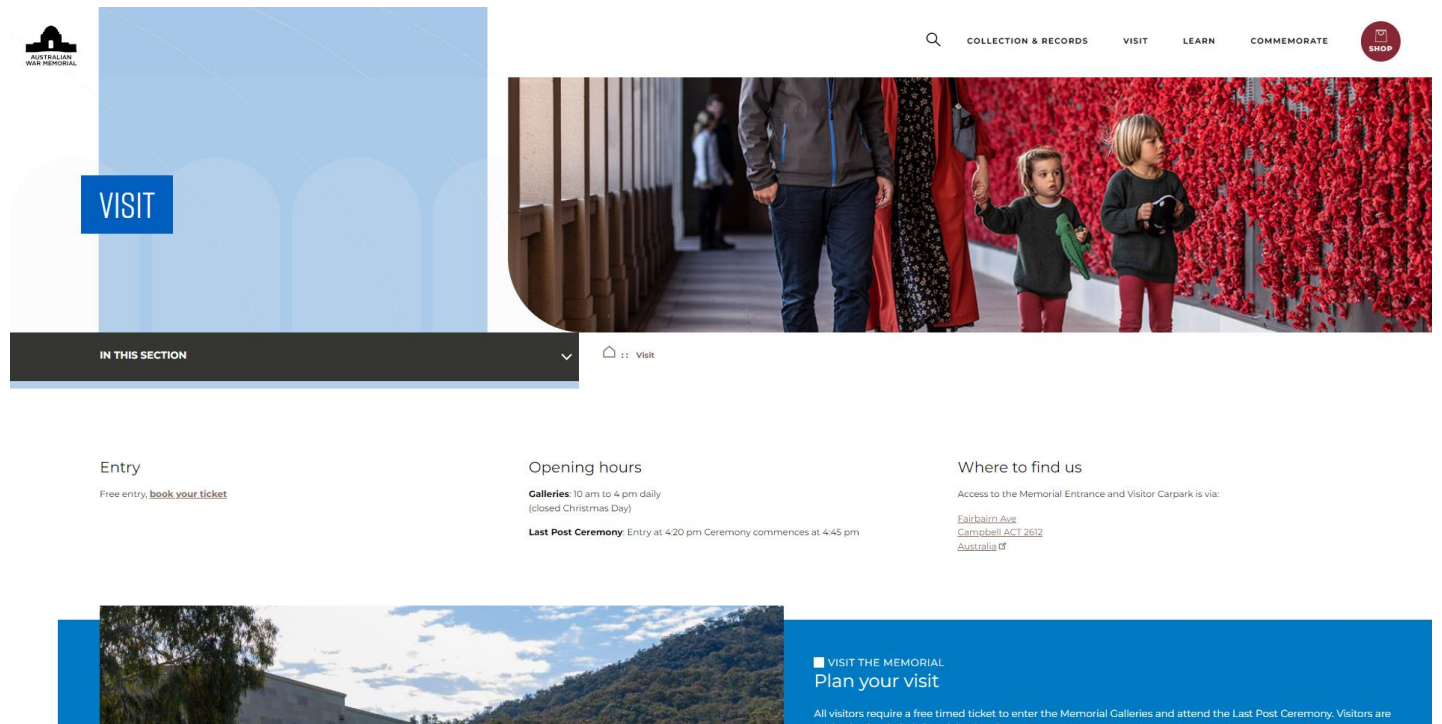 AUSTRALIAN
WAR MEMORIAL
COLLECTION & RECORDS
VISIT
LEARN
COMMEMORATE
SHOP
VISIT
IN THIS SECTION
:: Visit
Entry
Free entry, book your ticket
Opening hours
Galleries: 10 am to 4 pm daily
(closed Christmas Day)
Last Post Ceremony: Entry at 4:20 pm Ceremony commences at 4:45 pm
Where to find us
Access to the Memorial Entrance and Visitor Carpark is via:
Fairbairn Ave
Campbell ACT 2612
Australia
VISIT THE MEMORIAL
Plan your visit
All visitors require a free timed ticket to enter the Memorial Galleries and attend the Last Post Ceremony. Visitors are